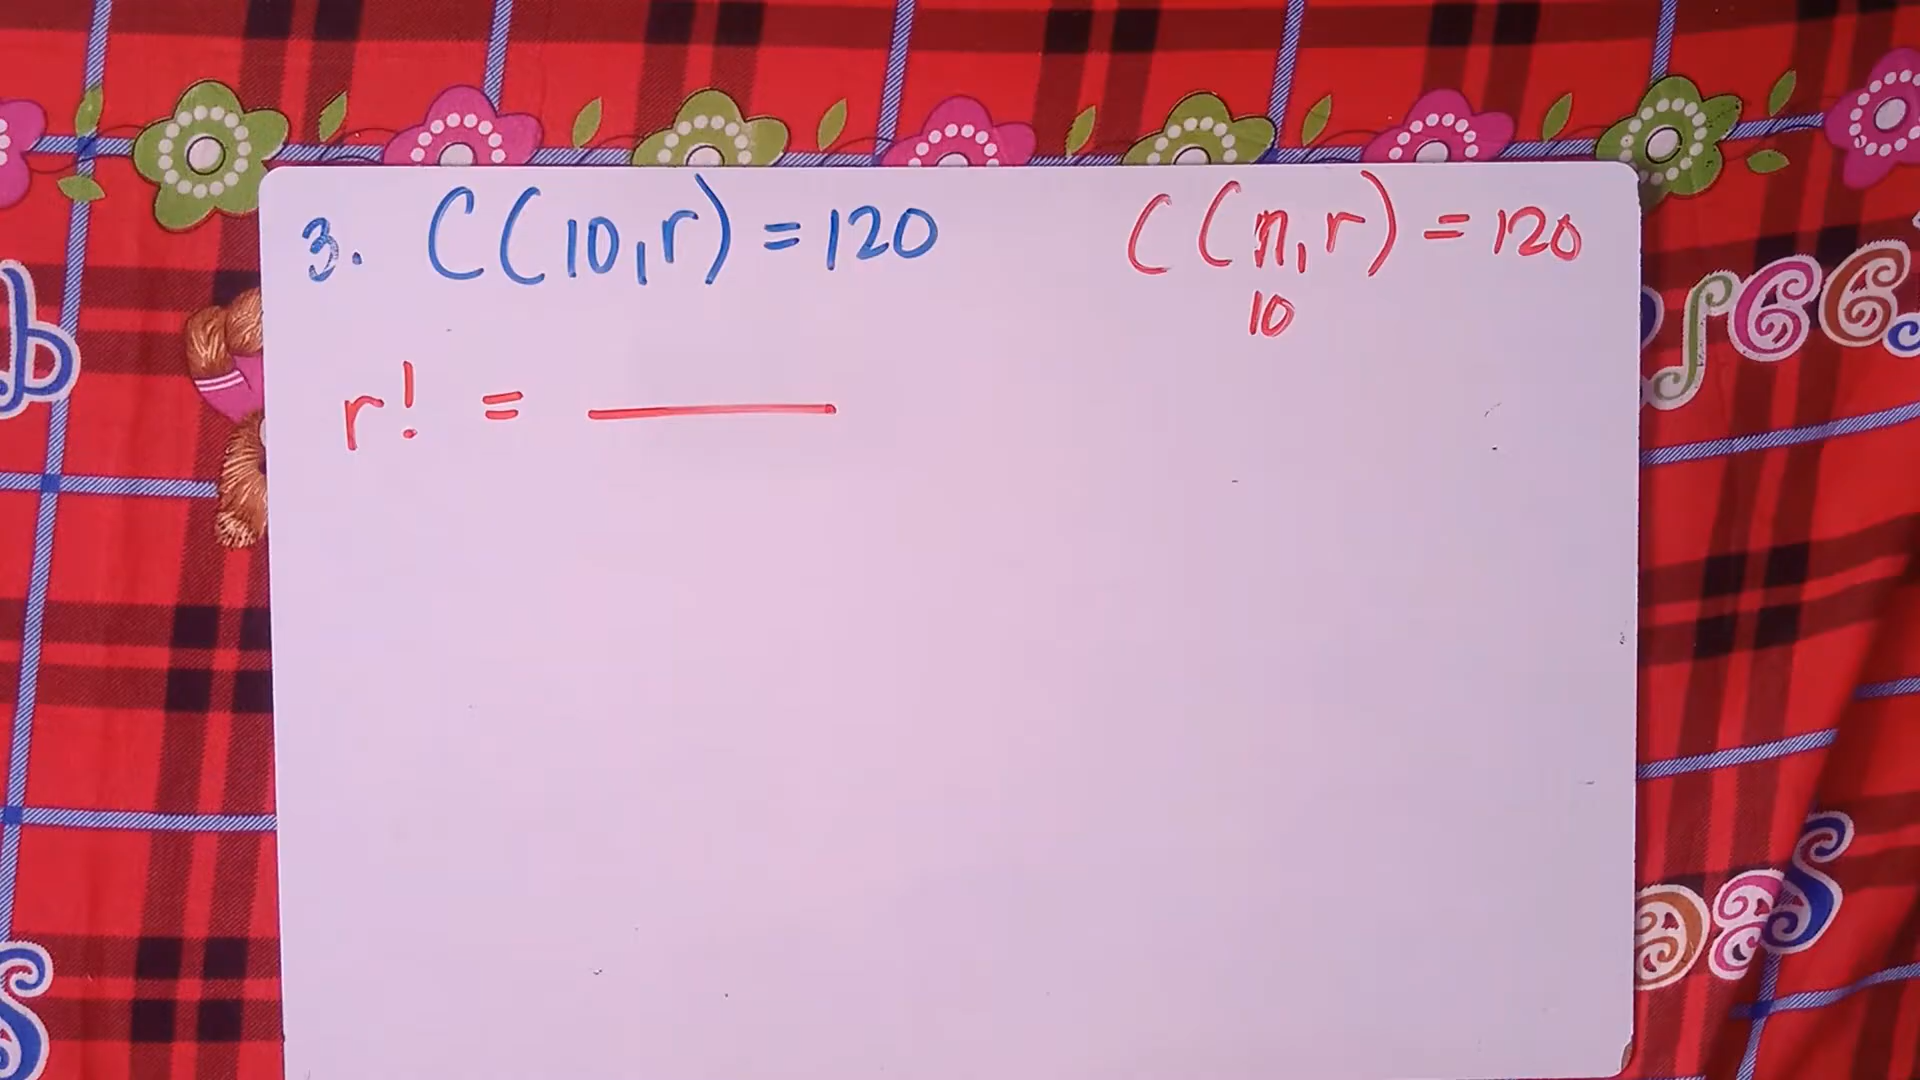 3. C(10,r) = 120
C(n,r) = 120
10
r! =